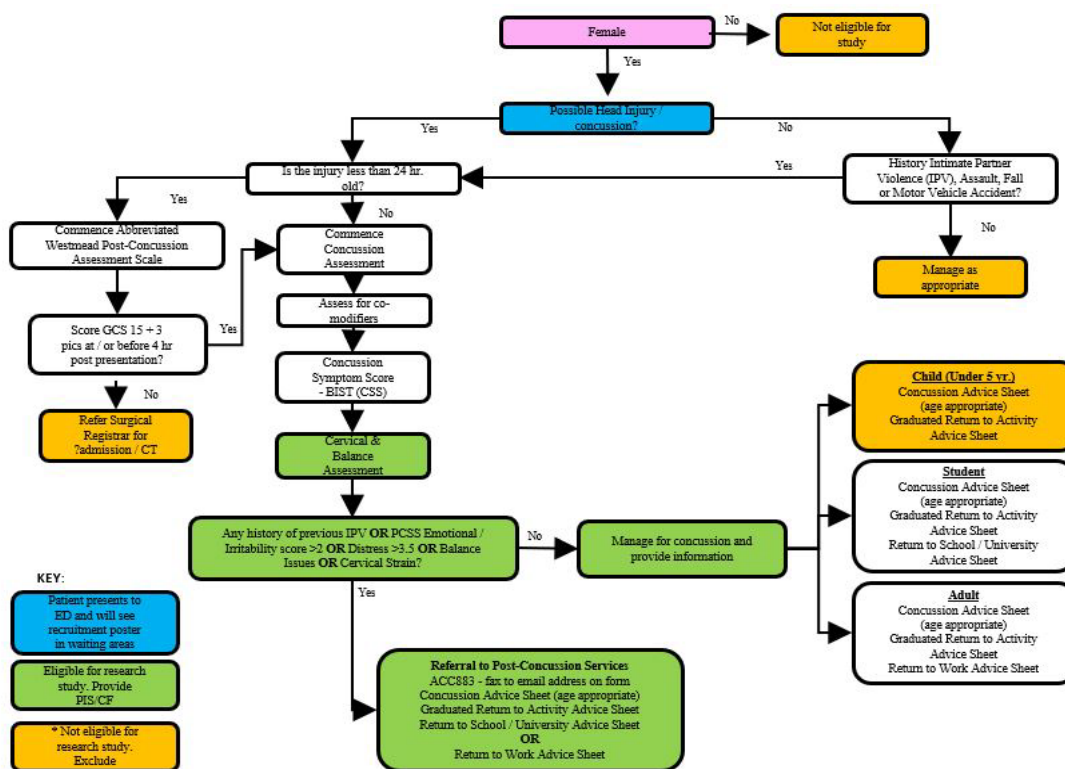 Female
No
Not eligible for
study
Yes
Possible Head Injury /
concussion?
Yes
No
Is the injury less than 24 hr.
old?
Yes
History Intimate Partner
Violence (IPV), Assault, Fall
or Motor Vehicle Accident?
Yes
No
No
Commence Abbreviated
Westmead Post-Concussion
Assessment Scale
Commence
Concussion
Assessment
Manage as
appropriate
Assess for co-
modifiers
Score GCS 15 + 3
pics at / or before 4 hr
post presentation?
Yes
Concussion
Symptom Score
- BIST (CSS)
No
Refer Surgical
Registrar for
?admission / CT
Cervical &
Balance
Assessment
Child (Under 5 yr.)
Concussion Advice Sheet
(age appropriate)
Graduated Return to Activity
Advice Sheet
Student
Concussion Advice Sheet
(age appropriate)
Graduated Return to Activity
Advice Sheet
Return to School / University
Advice Sheet
Any history of previous IPV OR PCSS Emotional /
Irritability score >2 OR Distress >3.5 OR Balance
Issues OR Cervical Strain?
No
Manage for concussion and
provide information
Adult
Concussion Advice Sheet
(age appropriate)
Graduated Return to Activity
Advice Sheet
Return to Work Advice Sheet
Yes
KEY:
Patient presents to
ED and will see
recruitment poster
in waiting areas
Eligible for research
study. Provide
PIS/CF
* Not eligible for
research study.
Exclude
Referral to Post-Concussion Services
ACC883 - fax to email address on form
Concussion Advice Sheet (age appropriate)
Graduated Return to Activity Advice Sheet
Return to School / University Advice Sheet
OR
Return to Work Advice Sheet